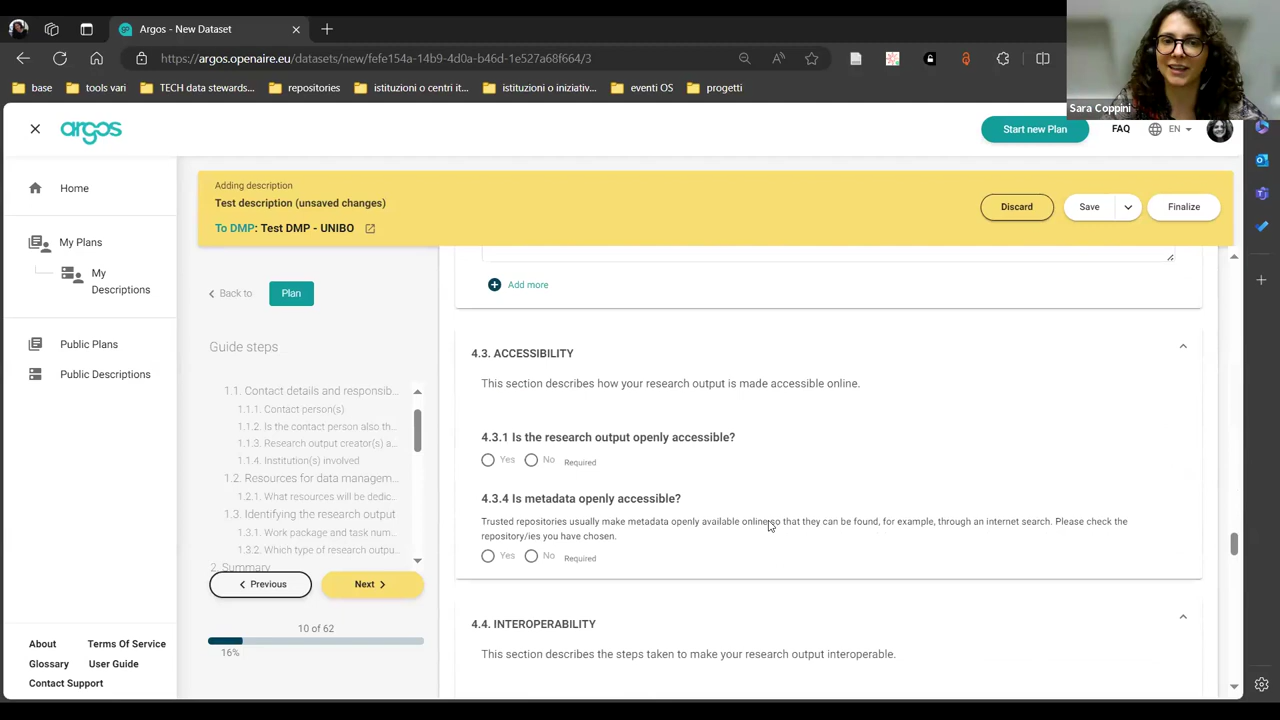 Argos - New Dataset
https://argos.openaire.eu/datasets/new/fefe154a-14b9-4d0a-b46d-1e527a68f664/3
base
tools vari
TECH data stewards...
repositories
istituzioni o centri it...
istituzioni o iniziativ...
eventi OS
progetti
Sara Coppini
argos
Start new Plan
FAQ
EN
Home
My Plans
My
Descriptions
Public Plans
Public Descriptions
About
Terms Of Service
Glossary
User Guide
Contact Support
Adding description
Test description (unsaved changes)
To DMP: Test DMP - UNIBO
Discard
Save
Finalize
Back to
Plan
Guide steps
1.1. Contact details and responsib...
1.1.1. Contact person(s)
1.1.2. Is the contact person also th...
1.1.3. Research output creator(s) a...
1.1.4. Institution(s) involved
1.2. Resources for data managem...
1.2.1. What resources will be dedic...
1.3. Identifying the research output
1.3.1. Work package and task num...
1.3.2. Which type of research outpu...
2. Summary
Previous
Next
10 of 62
16%
Add more
4.3. ACCESSIBILITY
This section describes how your research output is made accessible online.
4.3.1 Is the research output openly accessible?
Yes No Required
4.3.4 Is metadata openly accessible?
Trusted repositories usually make metadata openly available online so that they can be found, for example, through an internet search. Please check the
repository/ies you have chosen.
Yes No Required
4.4. INTEROPERABILITY
This section describes the steps taken to make your research output interoperable.